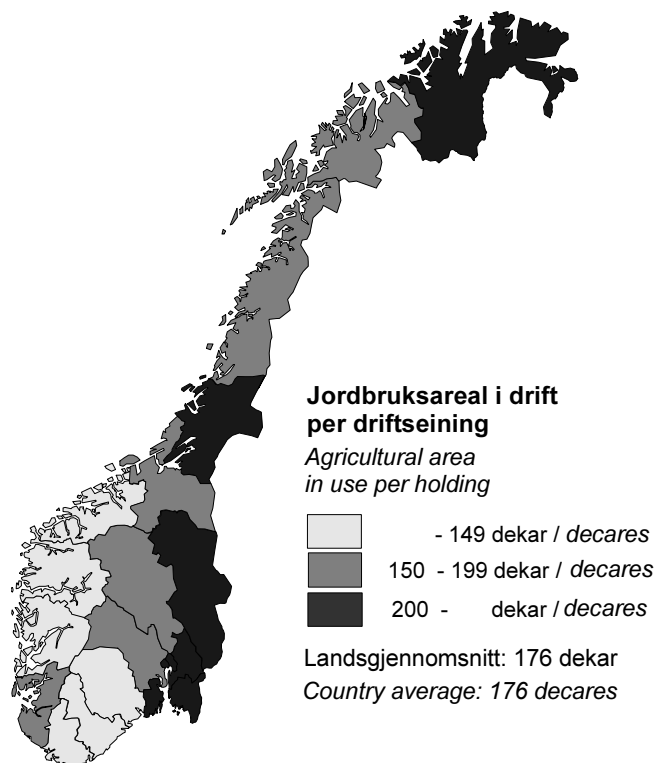 Jordbruksareal i drift
per driftseining
Agricultural area
in use per holding
- 149 dekar / decares
150 - 199 dekar / decares
200 - dekar / decares
Landsgjennomsnitt: 176 dekar
Country average: 176 decares